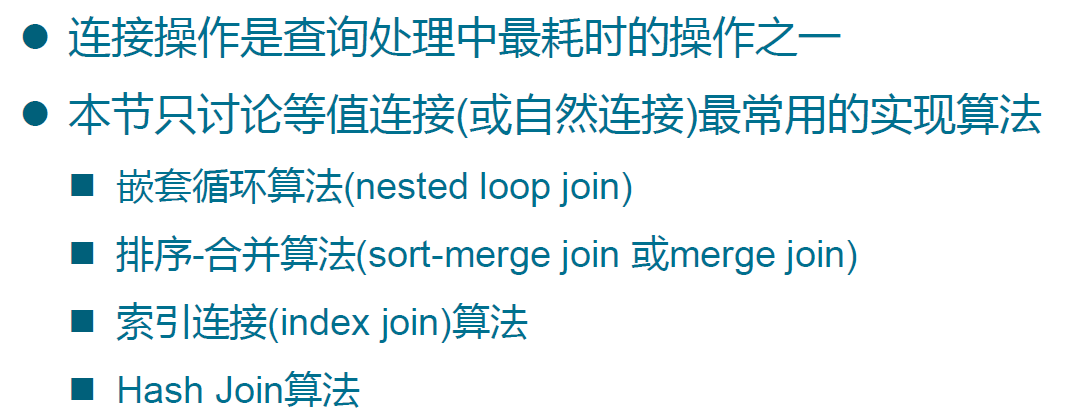 ● 连接操作是查询处理中最耗时的操作之一
● 本节只讨论等值连接(或自然连接)最常用的实现算法
■ 嵌套循环算法(nested loop join)
■ 排序-合并算法(sort-merge join 或merge join)
■ 索引连接(index join)算法
■ Hash Join算法